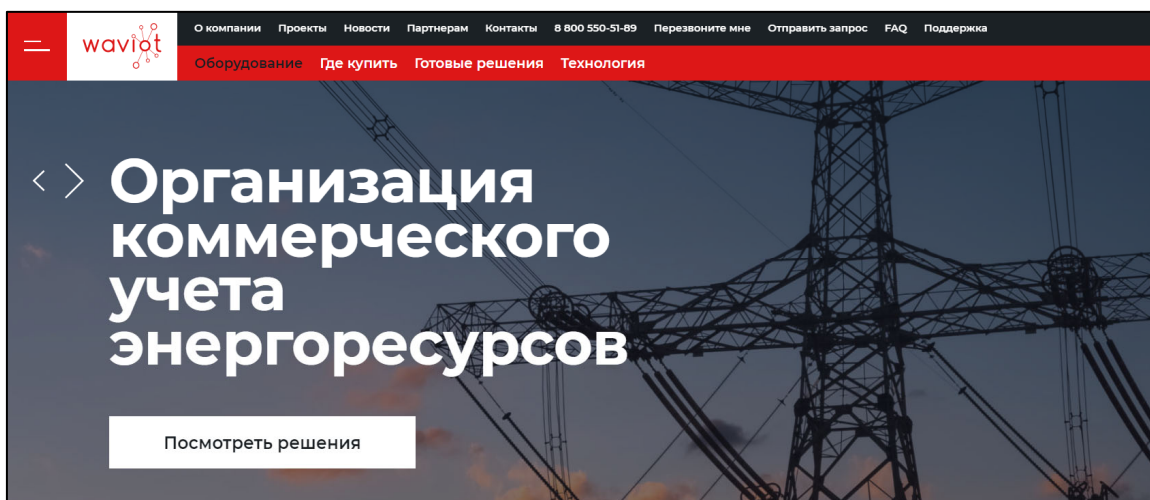 waviot
О компании Проекты Новости Партнерам Контакты 8 800 550-51-89 Перезвоните мне Отправить запрос FAQ Поддержка
Оборудование Где купить Готовые решения Технология
Организация
коммерческого
учета
энергоресурсов
Посмотреть решения